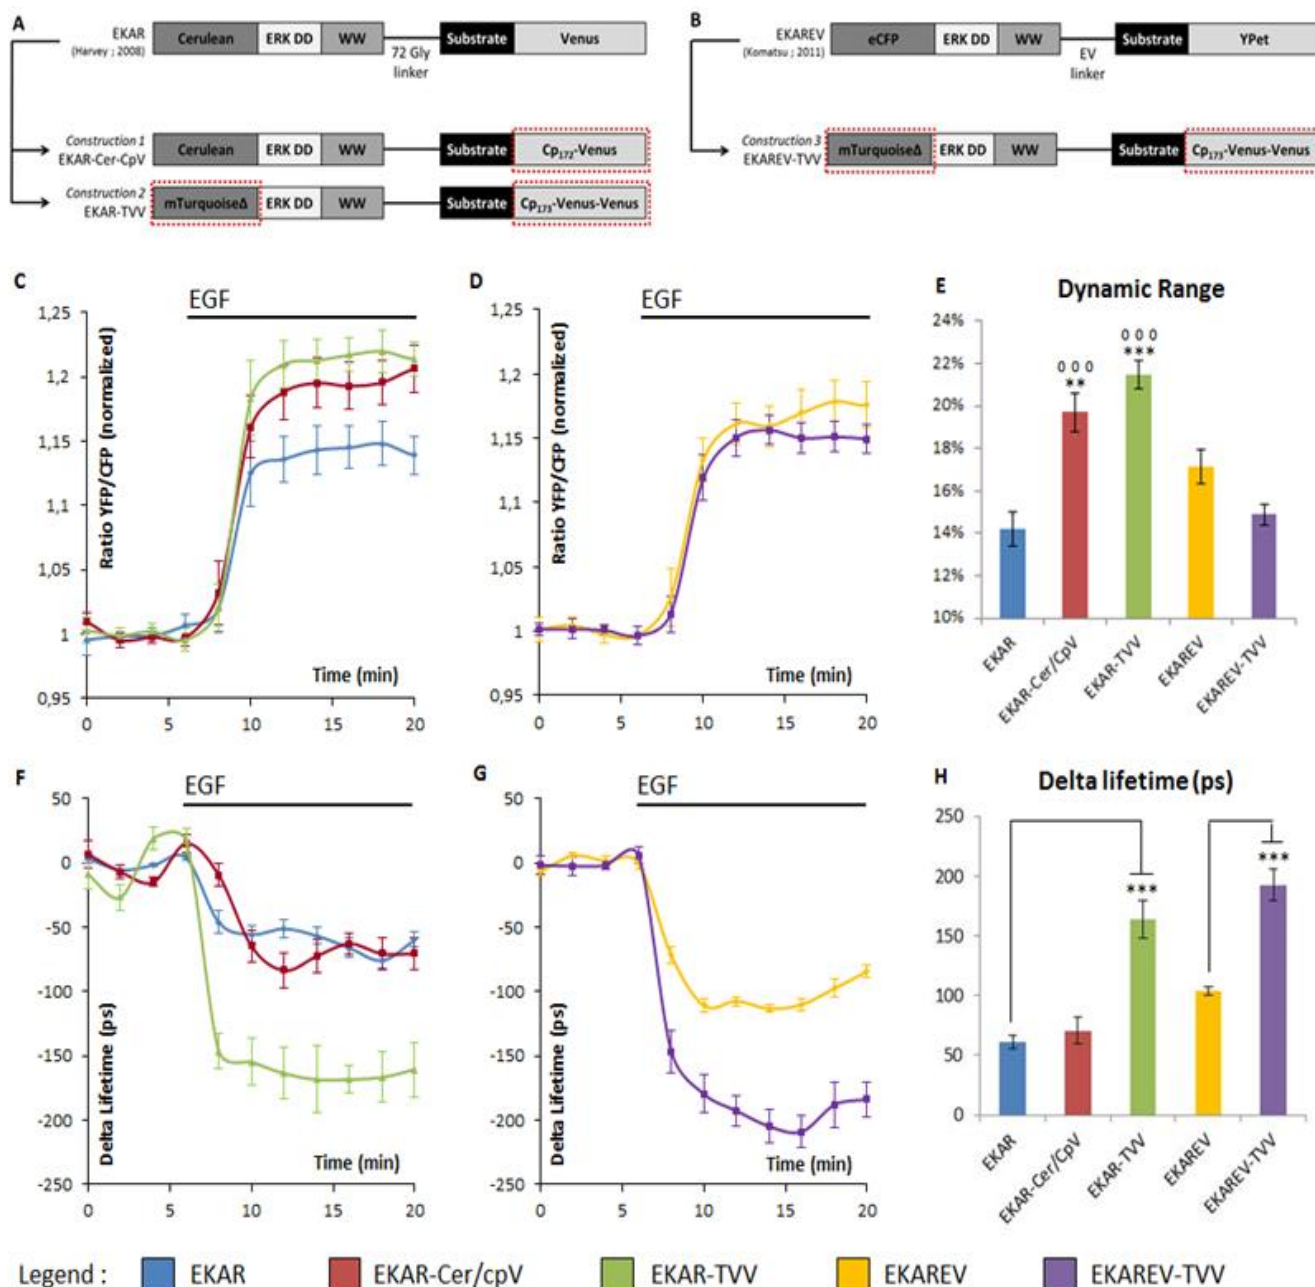 A
EKAR
(Harvey ; 2008)
Cerulean ERK DD WW Substrate Venus
72 Gly
linker
Construction 1
EKAR-Cer-CpV
Cerulean ERK DD WW Substrate Cp172-Venus
Construction 2
EKAR-TVV
mTurquoiseΔ ERK DD WW Substrate Cp173-Venus-Venus
B
EKAREV
(Komatsu ; 2011)
eCFP ERK DD WW Substrate YPet
EV
linker
Construction 3
EKAREV-TVV
mTurquoiseΔ ERK DD WW Substrate Cp173-Venus-Venus
C
EGF
Ratio YFP/CFP (normalized)
1,25
1,2
1,15
1,1
1,05
1
0,95
Time (min)
0 5 10 15 20
D
EGF
Ratio YFP/CFP (normalized)
1,25
1,2
1,15
1,1
1,05
1
0,95
Time (min)
0 5 10 15 20
E
Dynamic Range
24%
22%
20%
18%
16%
14%
12%
10%
000
**
000
***
EKAR
EKAR-Cer/CpV
EKAR-TVV
EKAREV
EKAREV-TVV
F
EGF
Delta Lifetime (ps)
50
0
-50
-100
-150
-200
-250
Time (min)
0 5 10 15 20
G
EGF
Delta Lifetime (ps)
50
0
-50
-100
-150
-200
-250
Time (min)
0 5 10 15 20
H
Delta lifetime (ps)
250
200
150
100
50
0
***
***
EKAR
EKAR-Cer/CpV
EKAR-TVV
EKAREV
EKAREV-TVV
Legend : EKAR EKAR-Cer/cpV EKAR-TVV EKAREV EKAREV-TVV